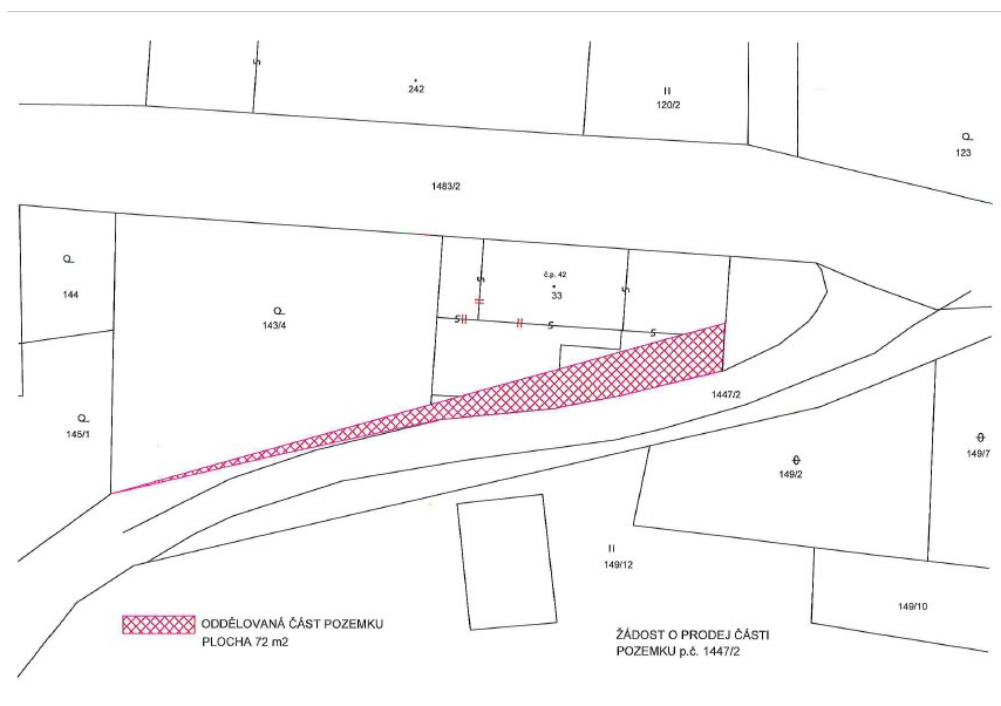 242
120/2
123
1483/2
144
143/4
č.p. 42
33
145/1
1447/2
149/2
149/7
149/12
149/10
ODDĚLOVANÁ ČÁST POZEMKU
PLOCHA 72 m2
ŽÁDOST O PRODEJ ČÁSTI
POZEMKU p.č. 1447/2